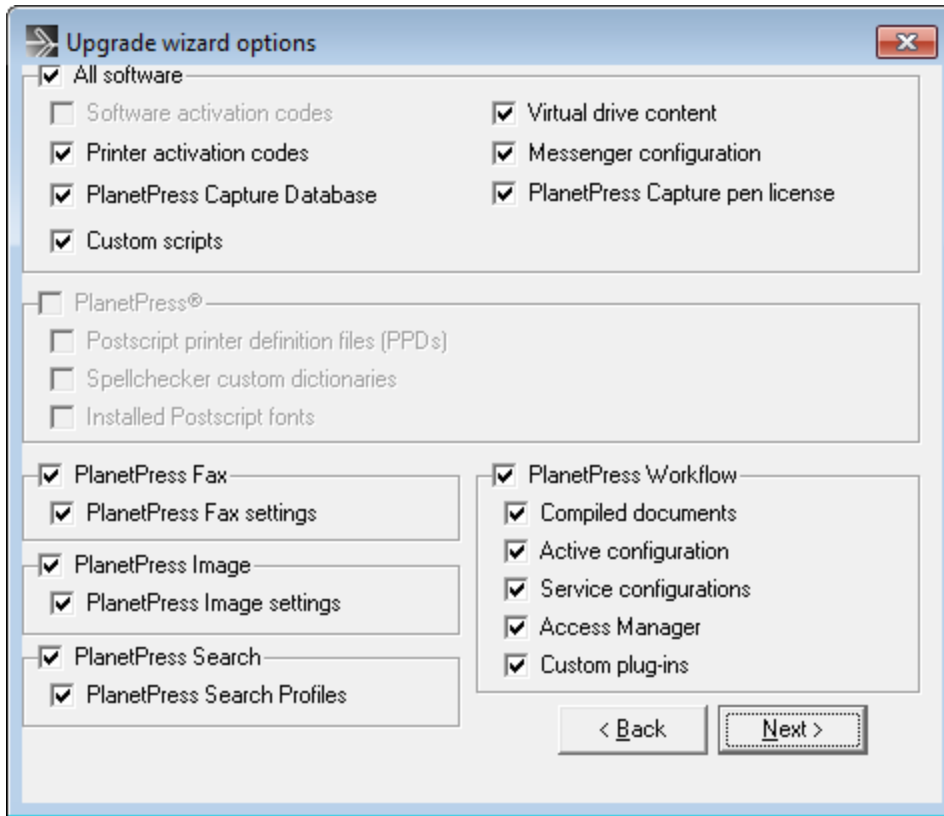 Upgrade wizard options
All software
Software activation codes
Virtual drive content
Printer activation codes
Messenger configuration
PlanetPress Capture Database
PlanetPress Capture pen license
Custom scripts
PlanetPress®
Postscript printer definition files (PPDs)
Spellchecker custom dictionaries
Installed Postscript fonts
PlanetPress Fax
PlanetPress Fax settings
PlanetPress Image
PlanetPress Image settings
PlanetPress Search
PlanetPress Search Profiles
PlanetPress Workflow
Compiled documents
Active configuration
Service configurations
Access Manager
Custom plug-ins
< Back
Next >